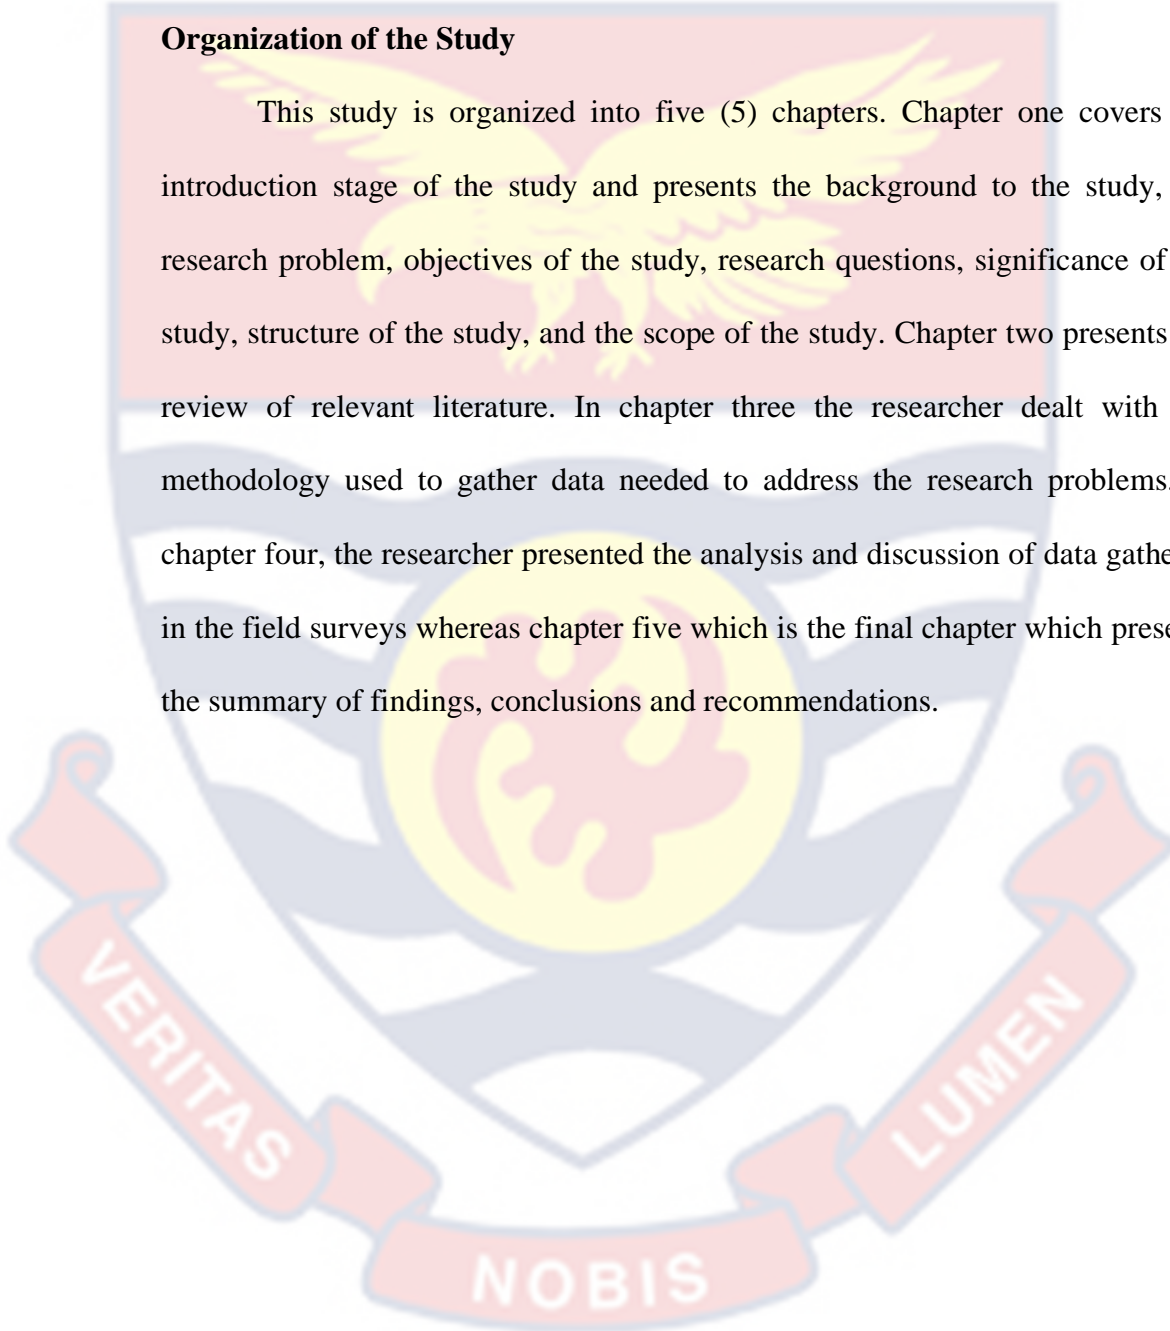 Organization of the Study
This study is organized into five (5) chapters. Chapter one covers
introduction stage of the study and presents the background to the study,
research problem, objectives of the study, research questions, significance of
study, structure of the study, and the scope of the study. Chapter two presents
review of relevant literature. In chapter three the researcher dealt with
methodology used to gather data needed to address the research problems.
chapter four, the researcher presented the analysis and discussion of data gathe
in the field surveys whereas chapter five which is the final chapter which prese
the summary of findings, conclusions and recommendations.
VERITAS
NOBIS
LUMEN